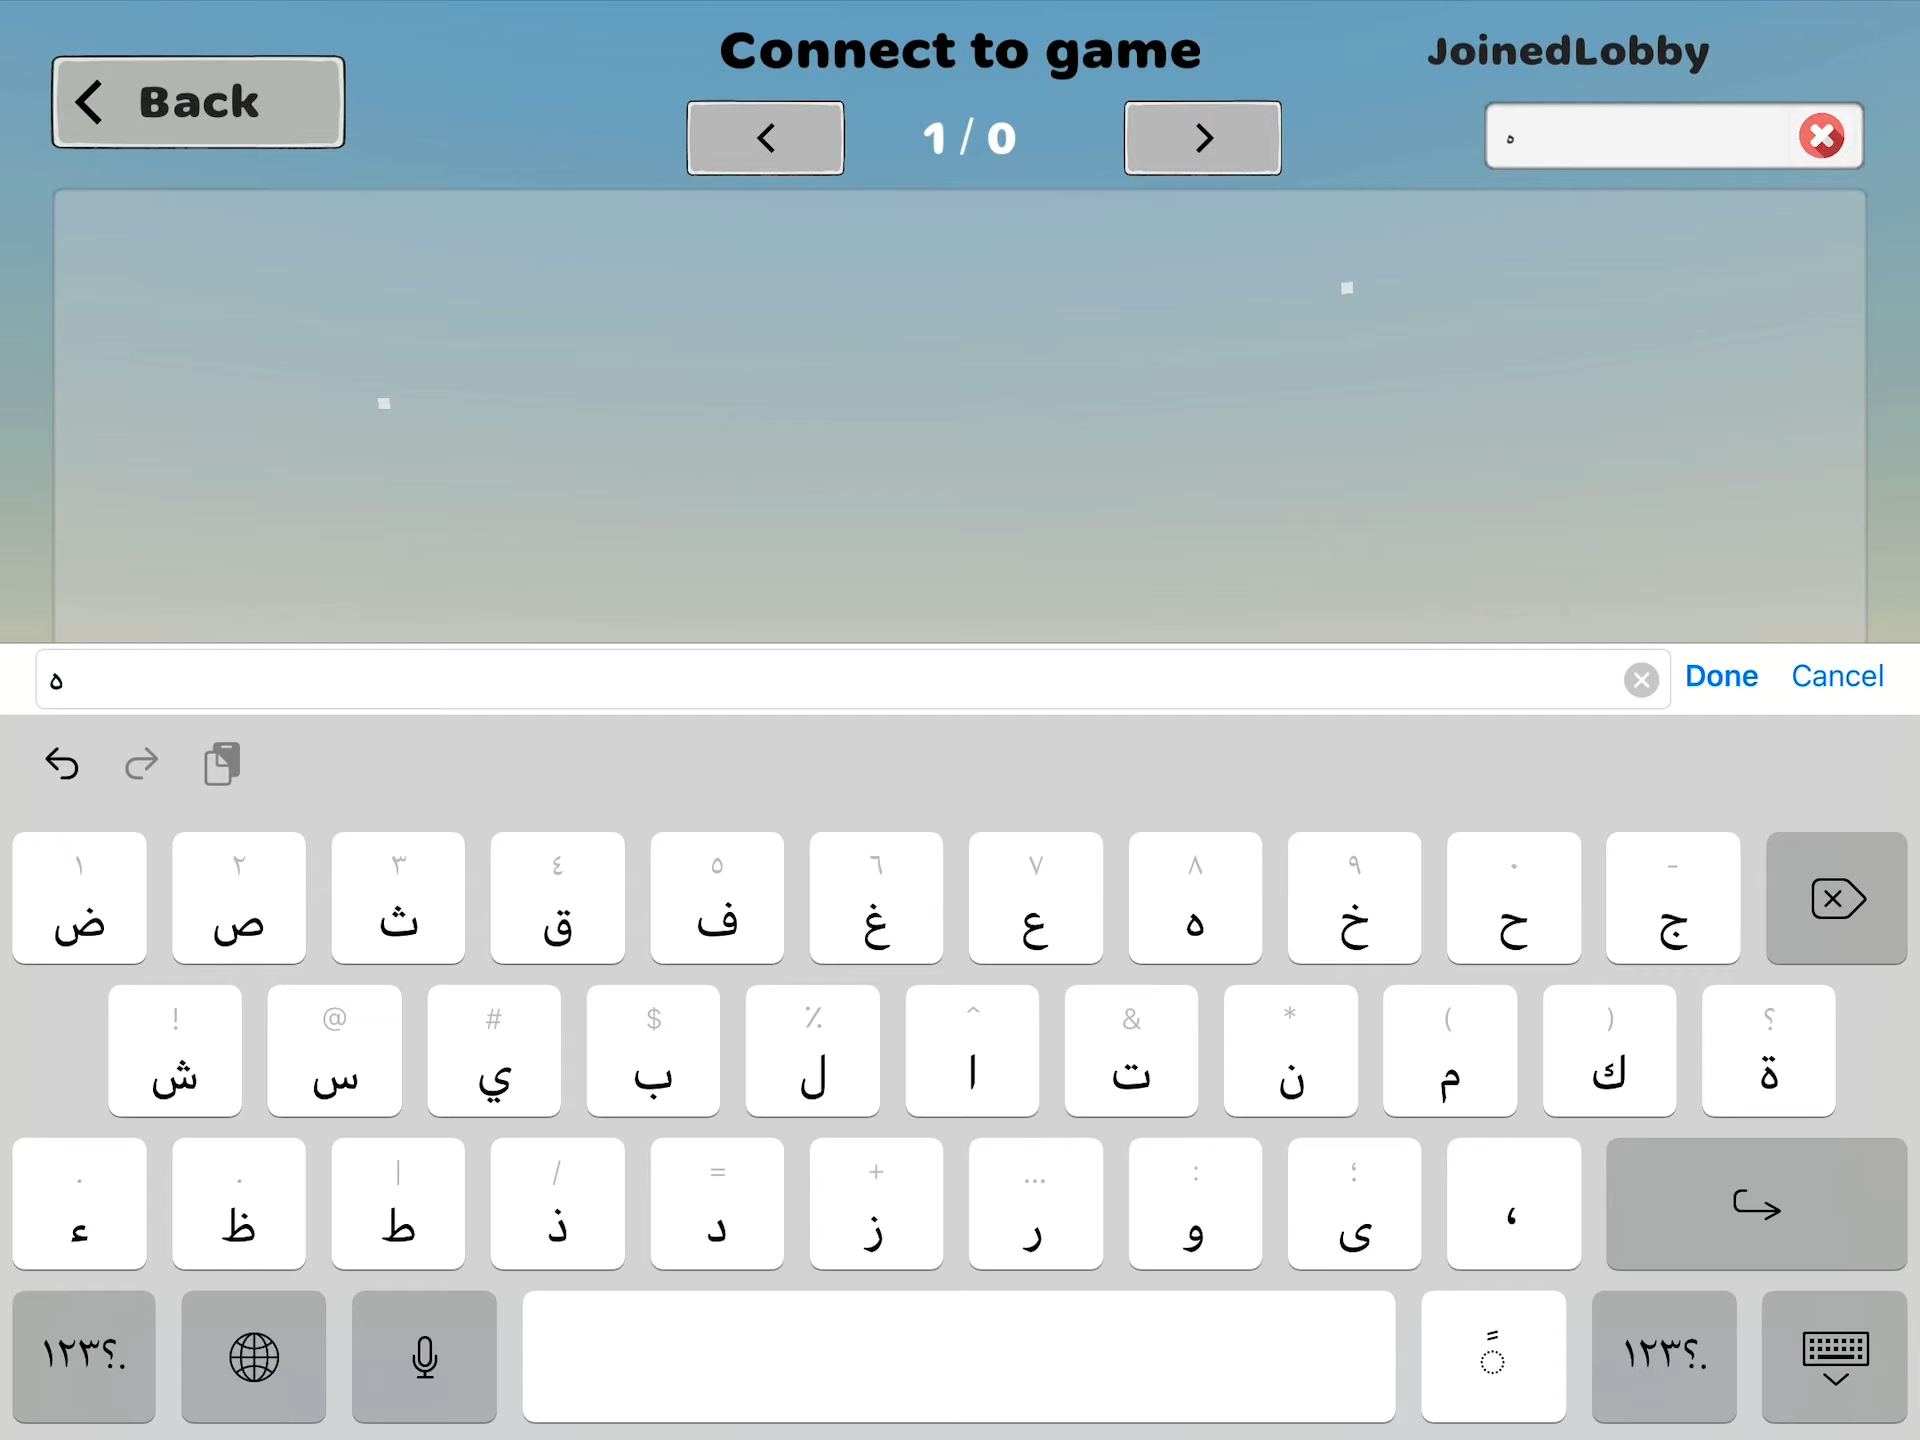 Connect to game
JoinedLobby
Back
1 / 0
ه
ه
Done
Cancel
١ ٢ ٣ ٤ ٥ ٦ ٧ ٨ ٩ ٠ -
ض ص ث ق ف غ ع ه خ ح ج
! @ # $ ٪ ^ & * ( ) ؟
ش س ي ب ل ا ت ن م ك ة
. . | / = + ... : ؛
ء ظ ط ذ د ز ر و ى ،
١٢٣؟.
١٢٣؟.